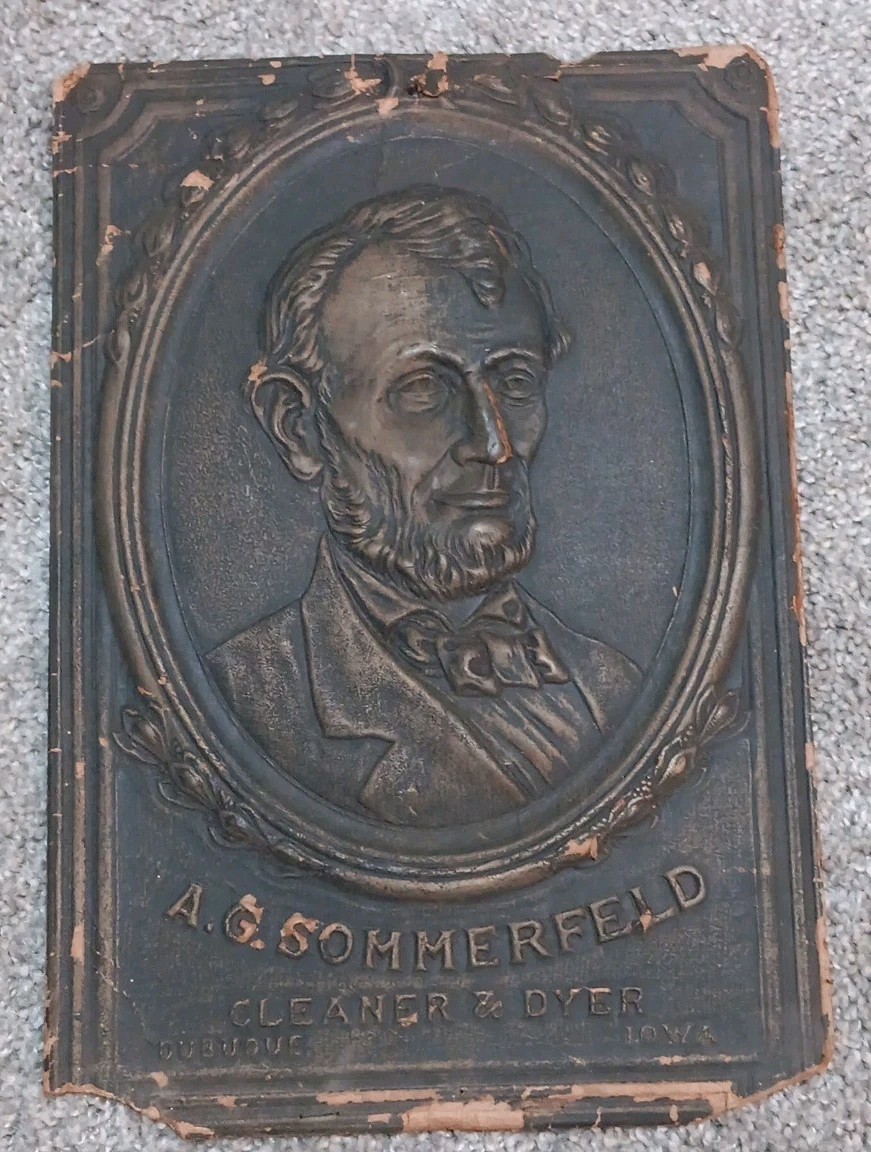 A. G. SOMMERFELD
CLEANER & DYER
DUBUQUE IOWA